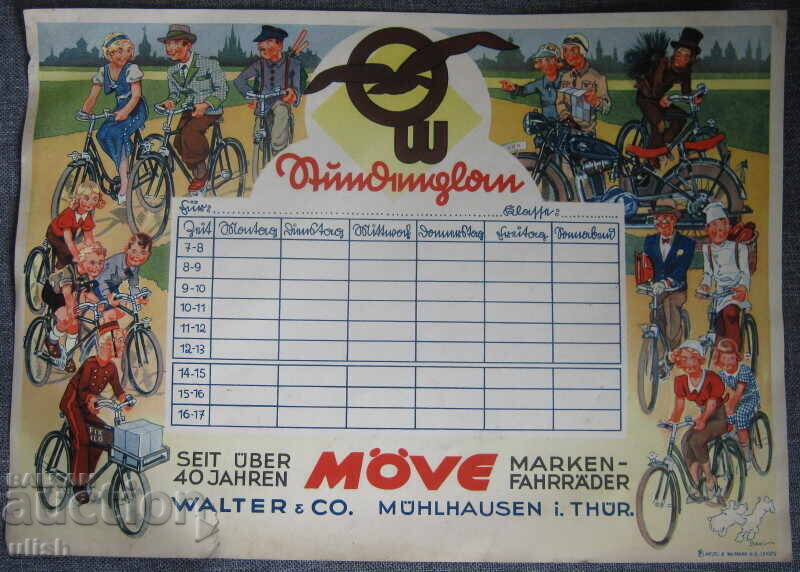 W
Stundenplan
Für: Klasse:
Zeit Montag Dienstag Mittwoch Donnerstag Freitag Sonnabend
7-8
8-9
9-10
10-11
11-12
12-13
14-15
15-16
16-17
SEIT ÜBER
40 JAHREN
MÖVE
MARKEN-
FAHRRÄDER
WALTER & CO. MÜHLHAUSEN i. THÜR.
auction
ulish